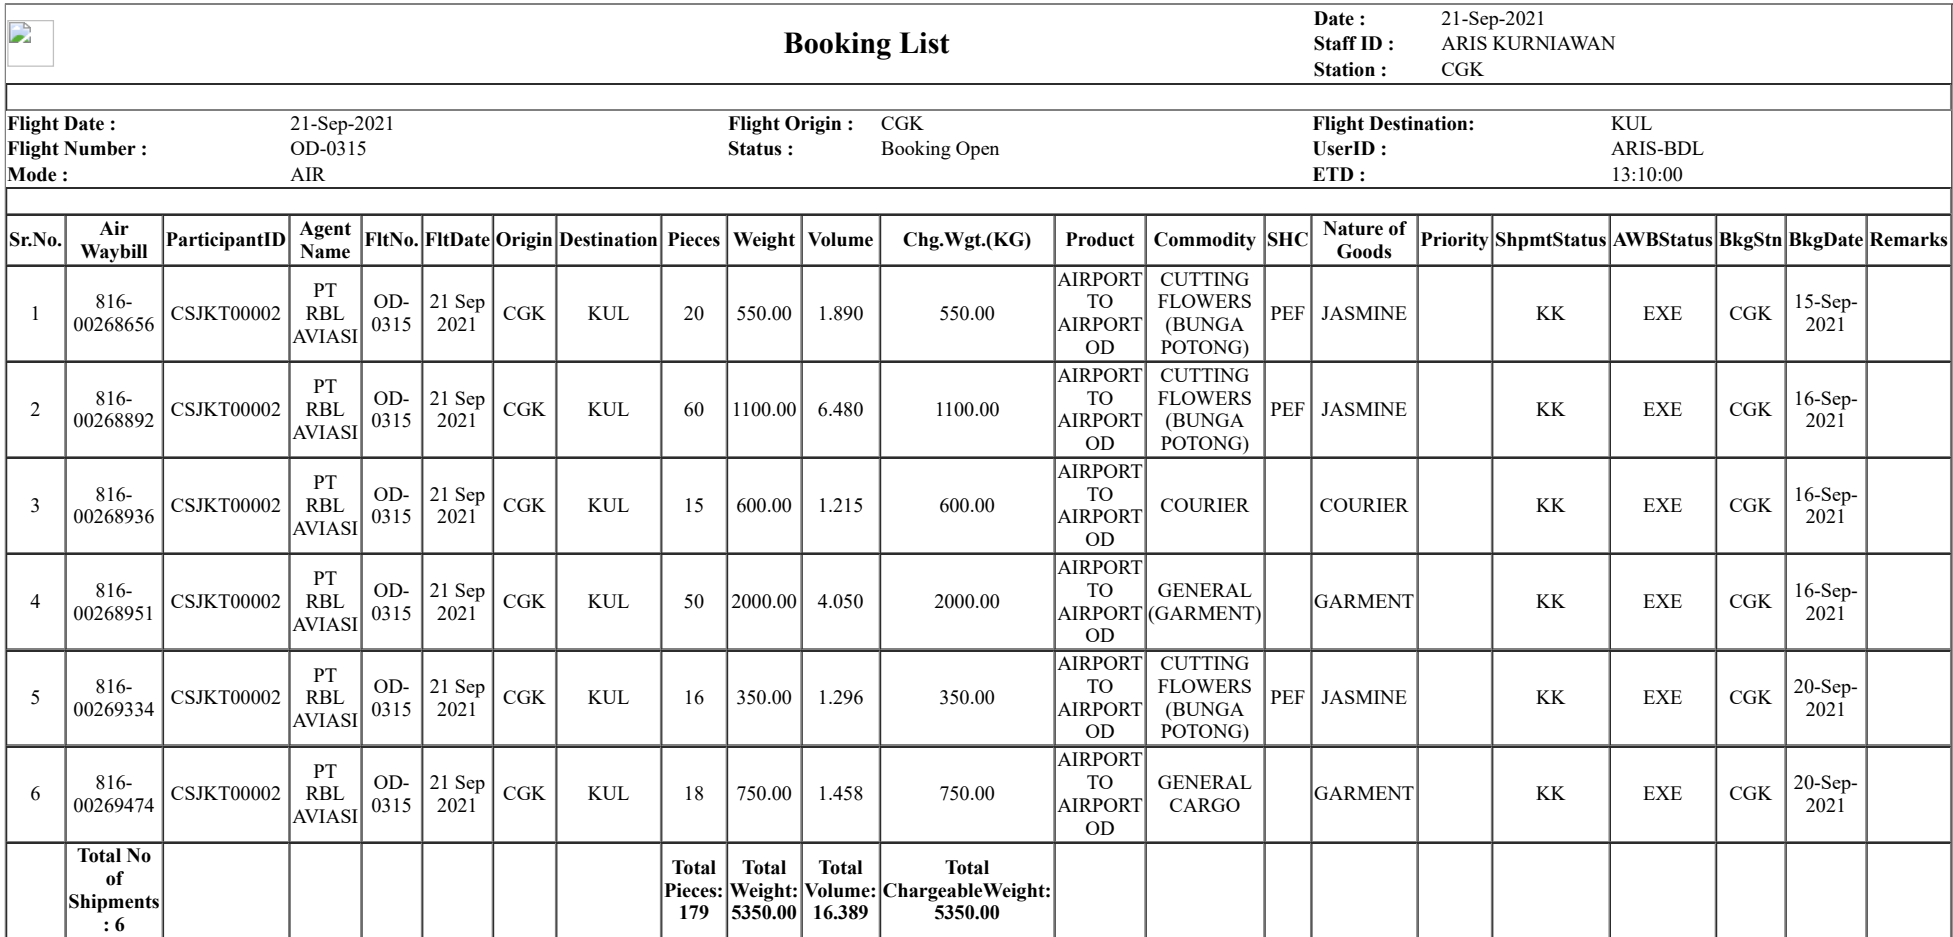 Booking List
Date : 21-Sep-2021
Staff ID : ARIS KURNIAWAN
Station : CGK
Flight Date : 21-Sep-2021 Flight Origin : CGK Flight Destination: KUL
Flight Number : OD-0315 Status : Booking Open UserID : ARIS-BDL
Mode : AIR ETD : 13:10:00
Sr.No. Air Waybill ParticipantID Agent Name FltNo. FltDate Origin Destination Pieces Weight Volume Chg.Wgt.(KG) Product Commodity SHC Nature of Goods Priority ShpmtStatus AWBStatus BkgStn BkgDate Remarks
1 816-00268656 CSJKT00002 PT RBL AVIASI OD-0315 21 Sep 2021 CGK KUL 20 550.00 1.890 550.00 AIRPORT TO AIRPORT OD CUTTING FLOWERS (BUNGA POTONG) PEF JASMINE KK EXE CGK 15-Sep-2021
2 816-00268892 CSJKT00002 PT RBL AVIASI OD-0315 21 Sep 2021 CGK KUL 60 1100.00 6.480 1100.00 AIRPORT TO AIRPORT OD CUTTING FLOWERS (BUNGA POTONG) PEF JASMINE KK EXE CGK 16-Sep-2021
3 816-00268936 CSJKT00002 PT RBL AVIASI OD-0315 21 Sep 2021 CGK KUL 15 600.00 1.215 600.00 AIRPORT TO AIRPORT OD COURIER COURIER KK EXE CGK 16-Sep-2021
4 816-00268951 CSJKT00002 PT RBL AVIASI OD-0315 21 Sep 2021 CGK KUL 50 2000.00 4.050 2000.00 AIRPORT TO AIRPORT OD GENERAL (GARMENT) GARMENT KK EXE CGK 16-Sep-2021
5 816-00269334 CSJKT00002 PT RBL AVIASI OD-0315 21 Sep 2021 CGK KUL 16 350.00 1.296 350.00 AIRPORT TO AIRPORT OD CUTTING FLOWERS (BUNGA POTONG) PEF JASMINE KK EXE CGK 20-Sep-2021
6 816-00269474 CSJKT00002 PT RBL AVIASI OD-0315 21 Sep 2021 CGK KUL 18 750.00 1.458 750.00 AIRPORT TO AIRPORT OD GENERAL CARGO GARMENT KK EXE CGK 20-Sep-2021
Total No of Shipments : 6 Total Pieces: 179 Total Weight: 5350.00 Total Volume: 16.389 Total ChargeableWeight: 5350.00